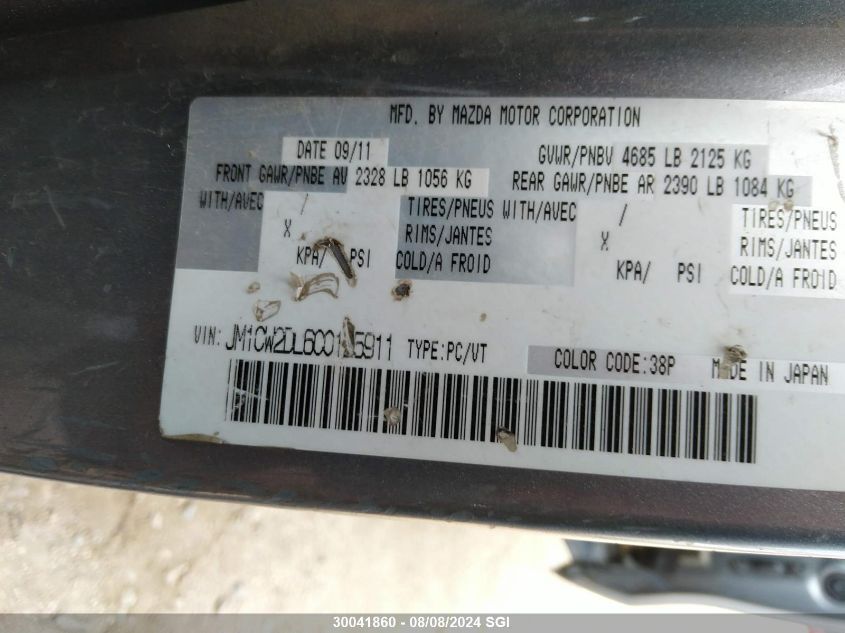 MFD. BY MAZDA MOTOR CORPORATION
DATE 09/11 GVWR/PNBV 4685 LB 2125 KG
FRONT GAWR/PNBE AV 2328 LB 1056 KG REAR GAWR/PNBE AR 2390 LB 1084 KG
WITH/AVEC / TIRES/PNEUS WITH/AVEC / TIRES/PNEUS
X RIMS/JANTES X RIMS/JANTES
KPA/ PSI COLD/A FROID KPA/ PSI COLD/A FROID
VIN: TYPE:PC/VT COLOR CODE:38P MADE IN JAPAN
30041860 / 08/08/2024 SGI